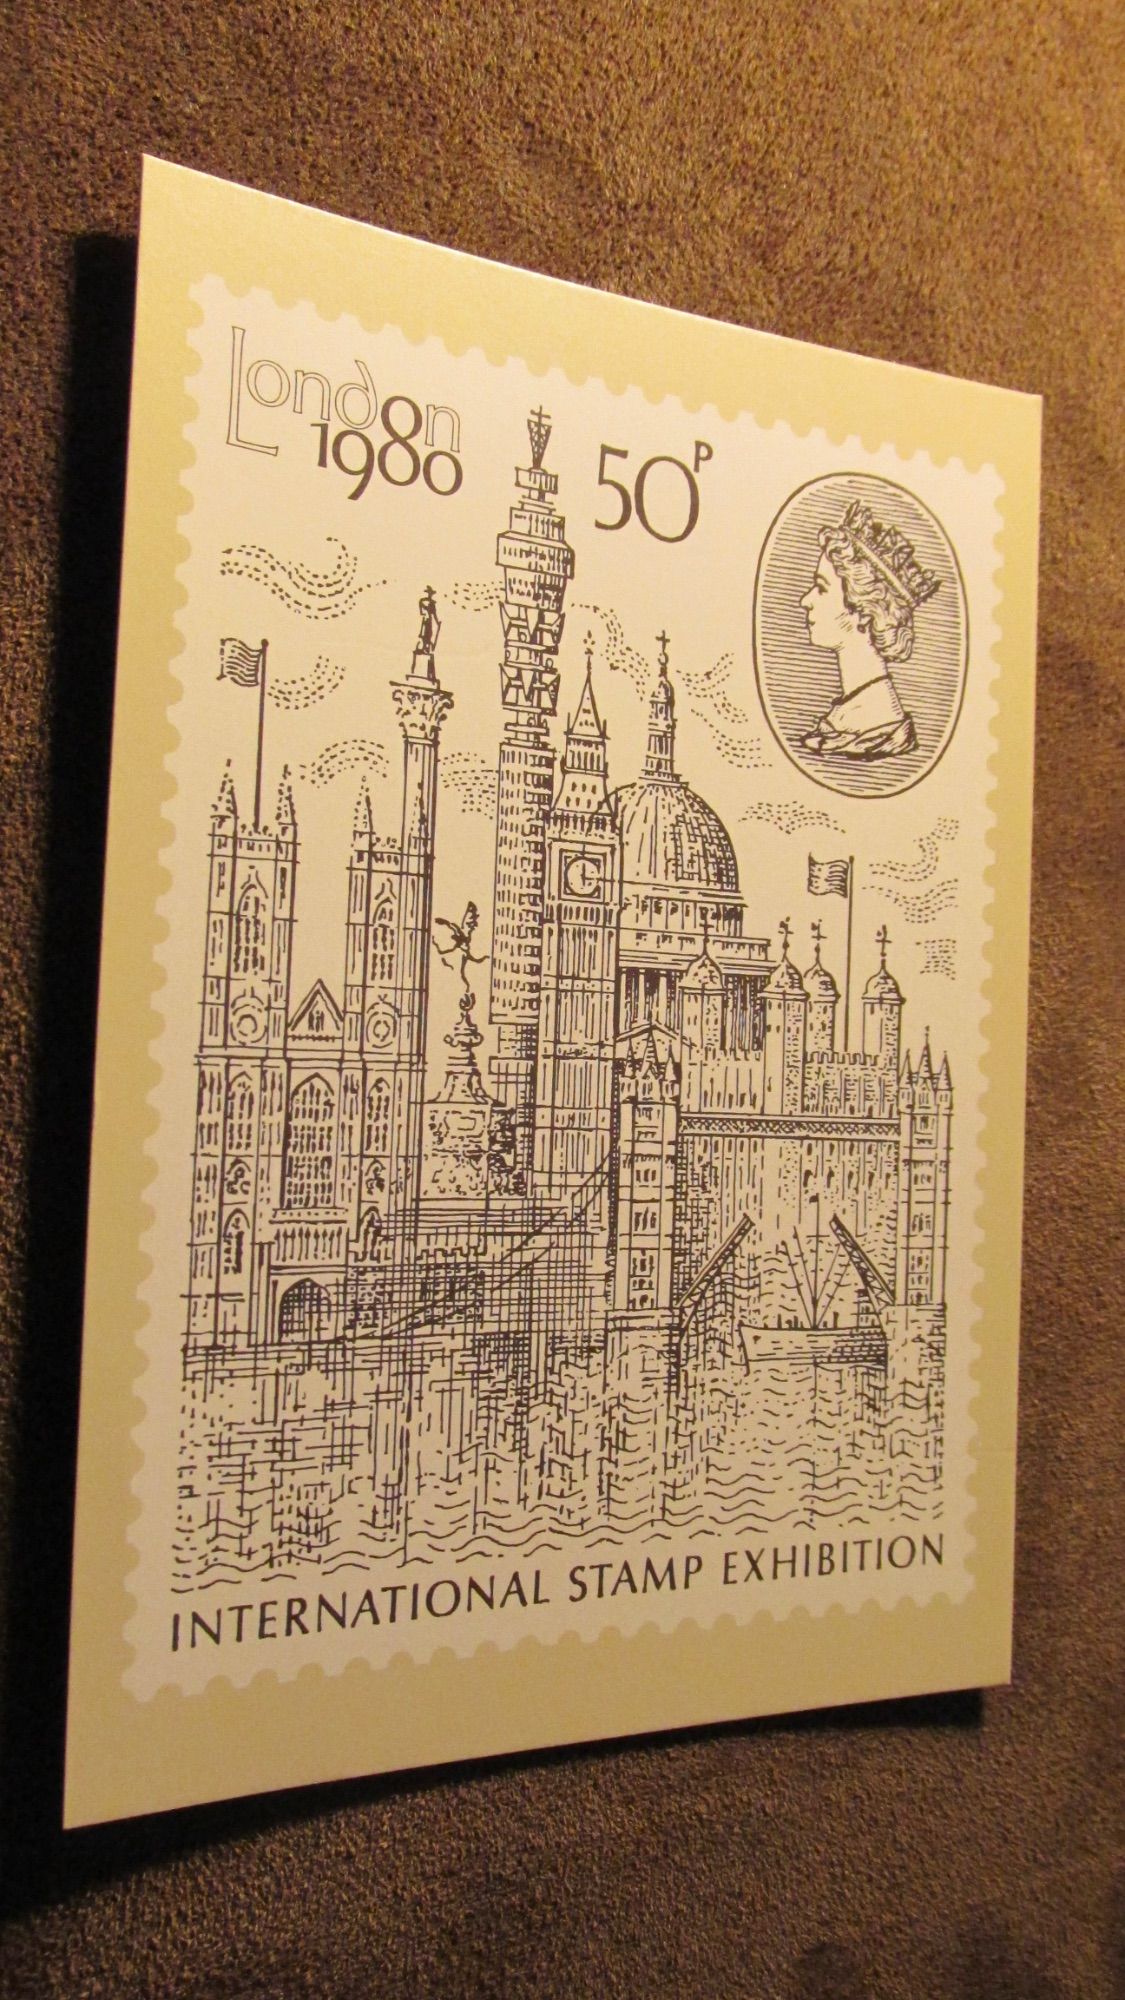 London
1980
50P
INTERNATIONAL STAMP EXHIBITION